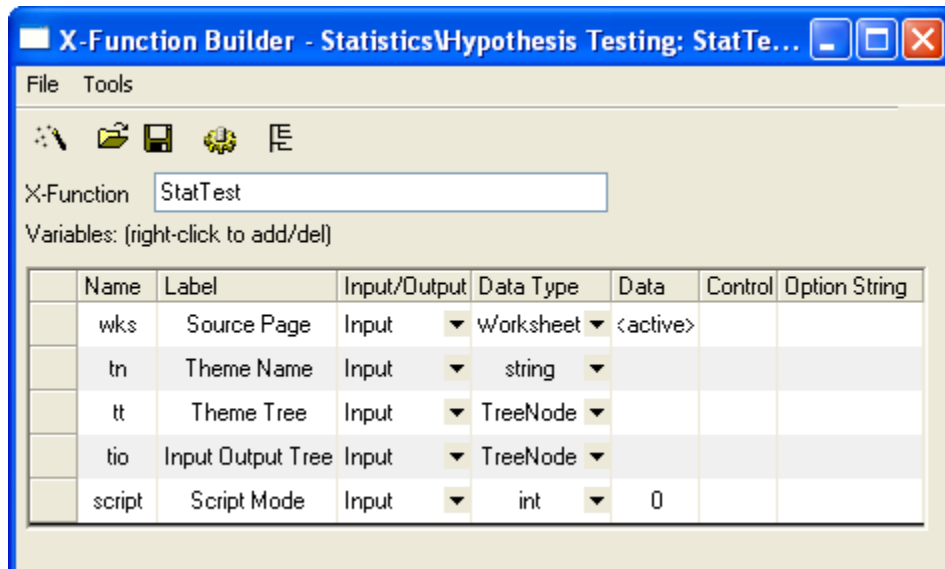 X-Function Builder - Statistics\Hypothesis Testing: StatTe...
File Tools
X-Function StatTest
Variables: (right-click to add/del)
Name Label Input/Output Data Type Data Control Option String
wks Source Page Input Worksheet <active>
tn Theme Name Input string
tt Theme Tree Input TreeNode
tio Input Output Tree Input TreeNode
script Script Mode Input int 0